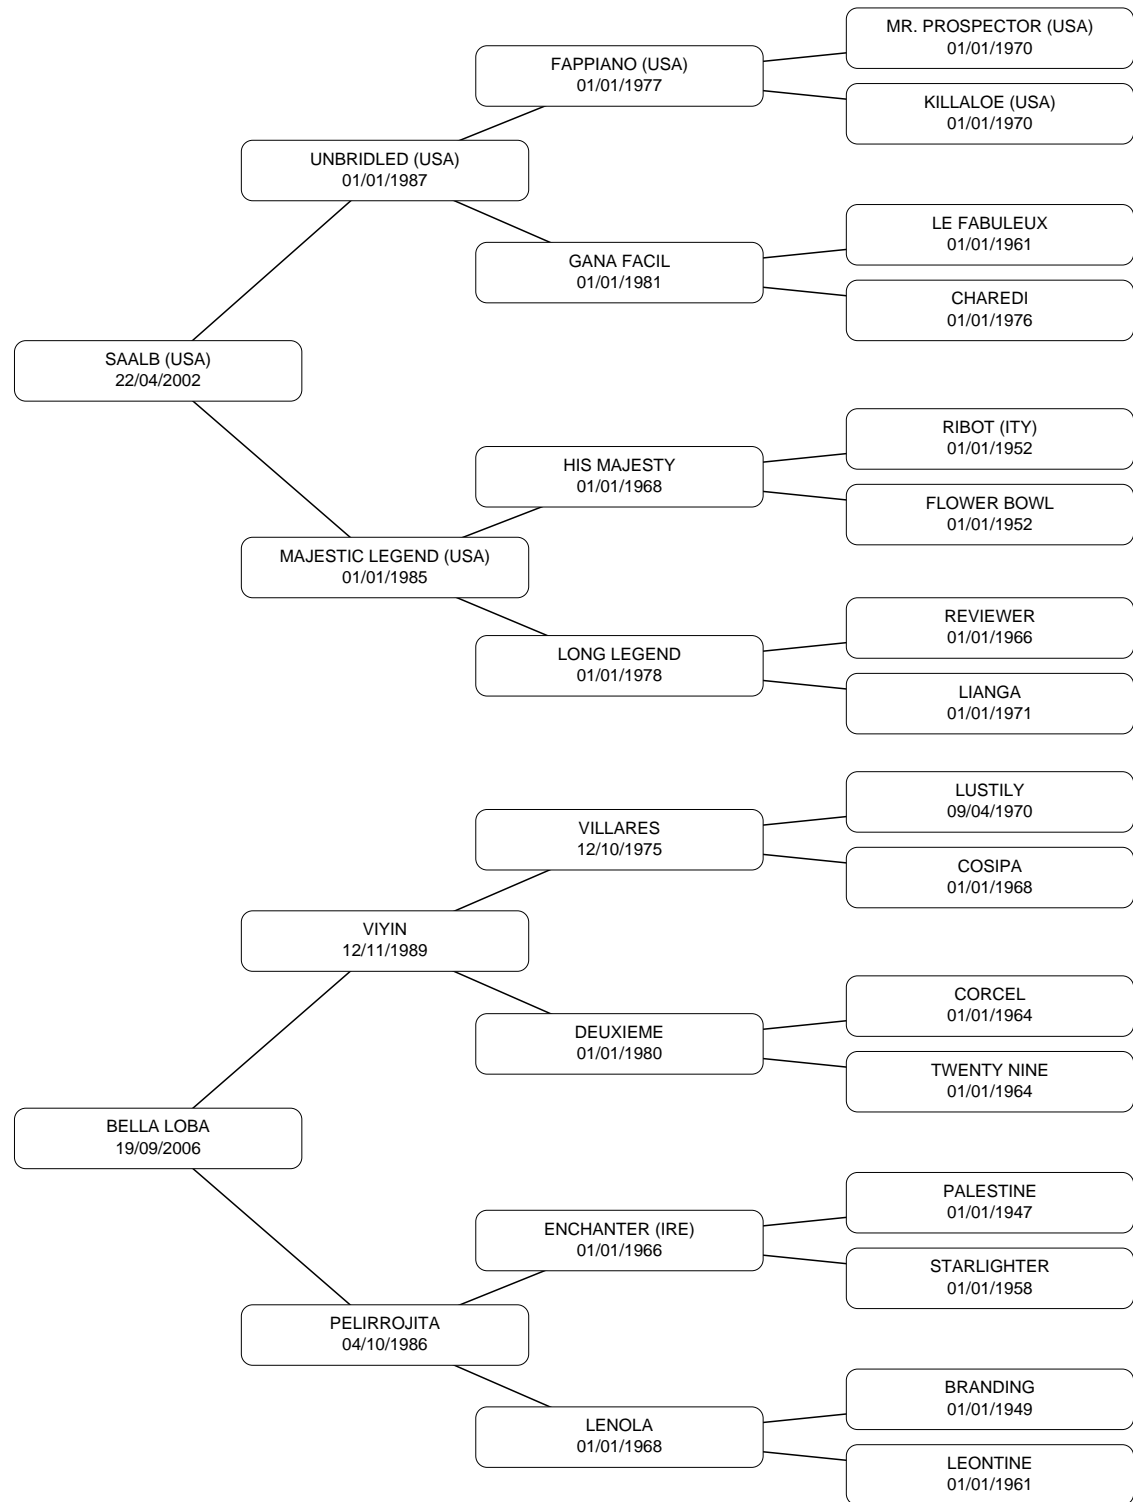 MR. PROSPECTOR (USA)
01/01/1970
FAPPIANO (USA)
01/01/1977
KILLALOE (USA)
01/01/1970
UNBRIDLED (USA)
01/01/1987
LE FABULEUX
01/01/1961
GANA FACIL
01/01/1981
CHAREDI
01/01/1976
SAALB (USA)
22/04/2002
RIBOT (ITY)
01/01/1952
HIS MAJESTY
01/01/1968
FLOWER BOWL
01/01/1952
MAJESTIC LEGEND (USA)
01/01/1985
REVIEWER
01/01/1966
LONG LEGEND
01/01/1978
LIANGA
01/01/1971
LUSTILY
09/04/1970
VILLARES
12/10/1975
COSIPA
01/01/1968
VIYIN
12/11/1989
CORCEL
01/01/1964
DEUXIEME
01/01/1980
TWENTY NINE
01/01/1964
BELLA LOBA
19/09/2006
PALESTINE
01/01/1947
ENCHANTER (IRE)
01/01/1966
STARLIGHTER
01/01/1958
PELIRROJITA
04/10/1986
BRANDING
01/01/1949
LENOLA
01/01/1968
LEONTINE
01/01/1961